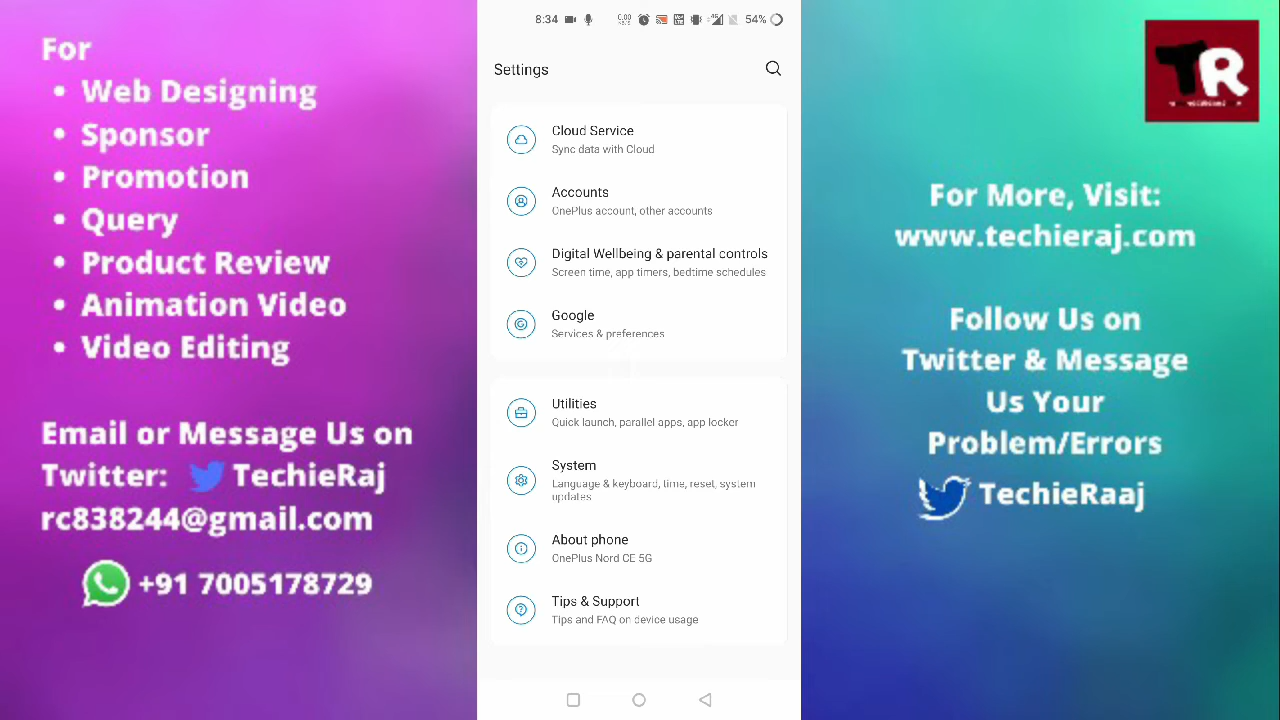 For
• Web Designing
• Sponsor
• Promotion
• Query
• Product Review
• Animation Video
• Video Editing
Email or Message Us on
Twitter: TechieRaj
rc838244@gmail.com
+91 7005178729
8:34
54%
Settings
Cloud Service
Sync data with Cloud
Accounts
OnePlus account, other accounts
Digital Wellbeing & parental controls
Screen time, app timers, bedtime schedules
Google
Services & preferences
Utilities
Quick launch, parallel apps, app locker
System
Language & keyboard, time, reset, system
updates
About phone
OnePlus Nord CE 5G
Tips & Support
Tips and FAQ on device usage
TR
For More, Visit:
www.techieraj.com
Follow Us on
Twitter & Message
Us Your
Problem/Errors
TechieRaaj